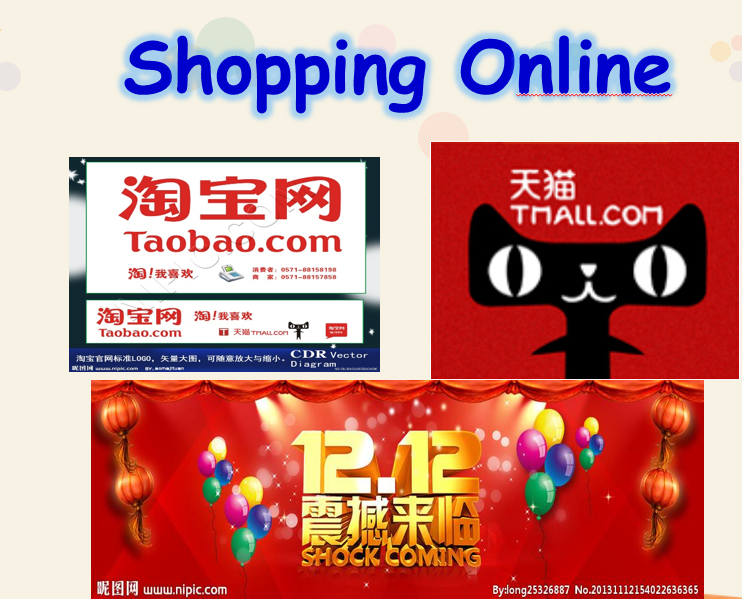 Shopping Online
淘宝网
Taobao.com
淘!我喜欢
消费者：0571-88158198
商　家：0571-88157858
淘宝网
Taobao.com
淘!我喜欢
天猫 TMALL.COM
淘宝官网标准LOGO，矢量大图，可随意放大与缩小。CDR Vector Diagram
昵图网 www.nipic.com
天猫
TMALL.COM
12.12
震撼来临
SHOCK COMING
昵图网 www.nipic.com
By:long25326887 No.20131112154022636365